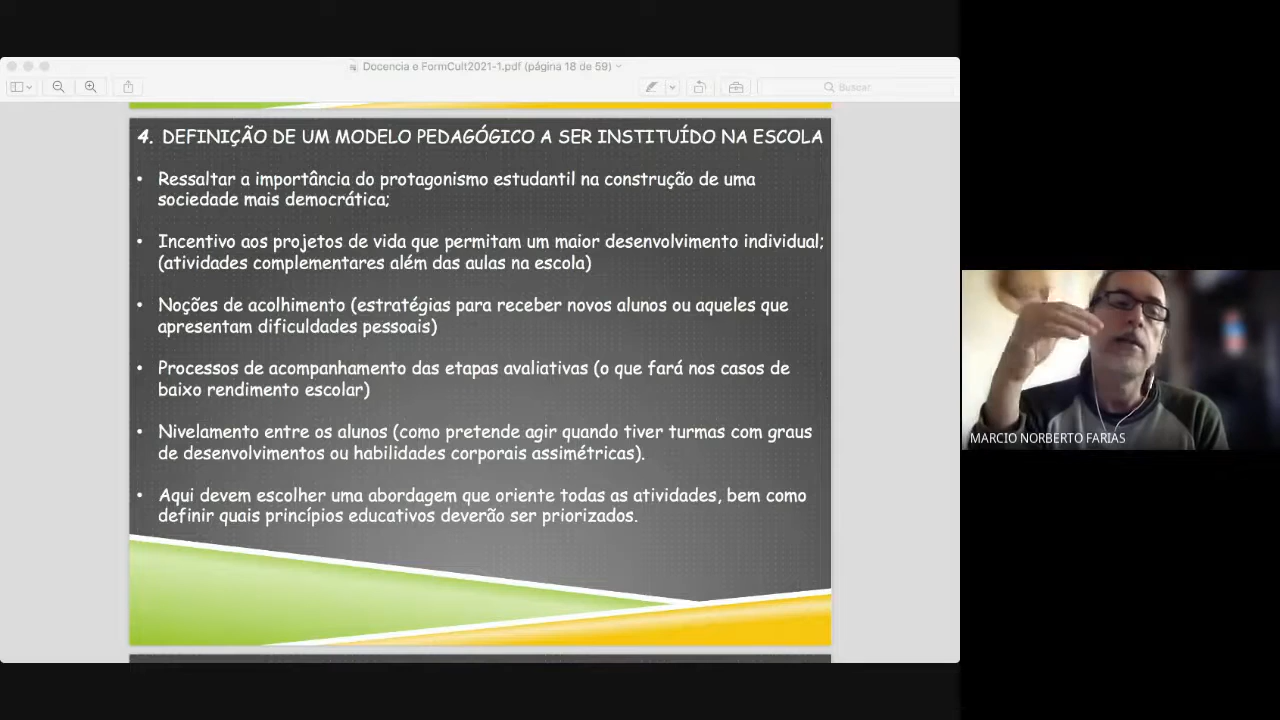 Docencia e FormCult2021-1.pdf (página 18 de 59)
Buscar
4. DEFINIÇÃO DE UM MODELO PEDAGÓGICO A SER INSTITUÍDO NA ESCOLA
• Ressaltar a importância do protagonismo estudantil na construção de uma
sociedade mais democrática;
• Incentivo aos projetos de vida que permitam um maior desenvolvimento individual;
(atividades complementares além das aulas na escola)
• Noções de acolhimento (estratégias para receber novos alunos ou aqueles que
apresentam dificuldades pessoais)
• Processos de acompanhamento das etapas avaliativas (o que fará nos casos de
baixo rendimento escolar)
• Nivelamento entre os alunos (como pretende agir quando tiver turmas com graus
de desenvolvimentos ou habilidades corporais assimétricas).
• Aqui devem escolher uma abordagem que oriente todas as atividades, bem como
definir quais princípios educativos deverão ser priorizados.
MARCIO NORBERTO FARIAS